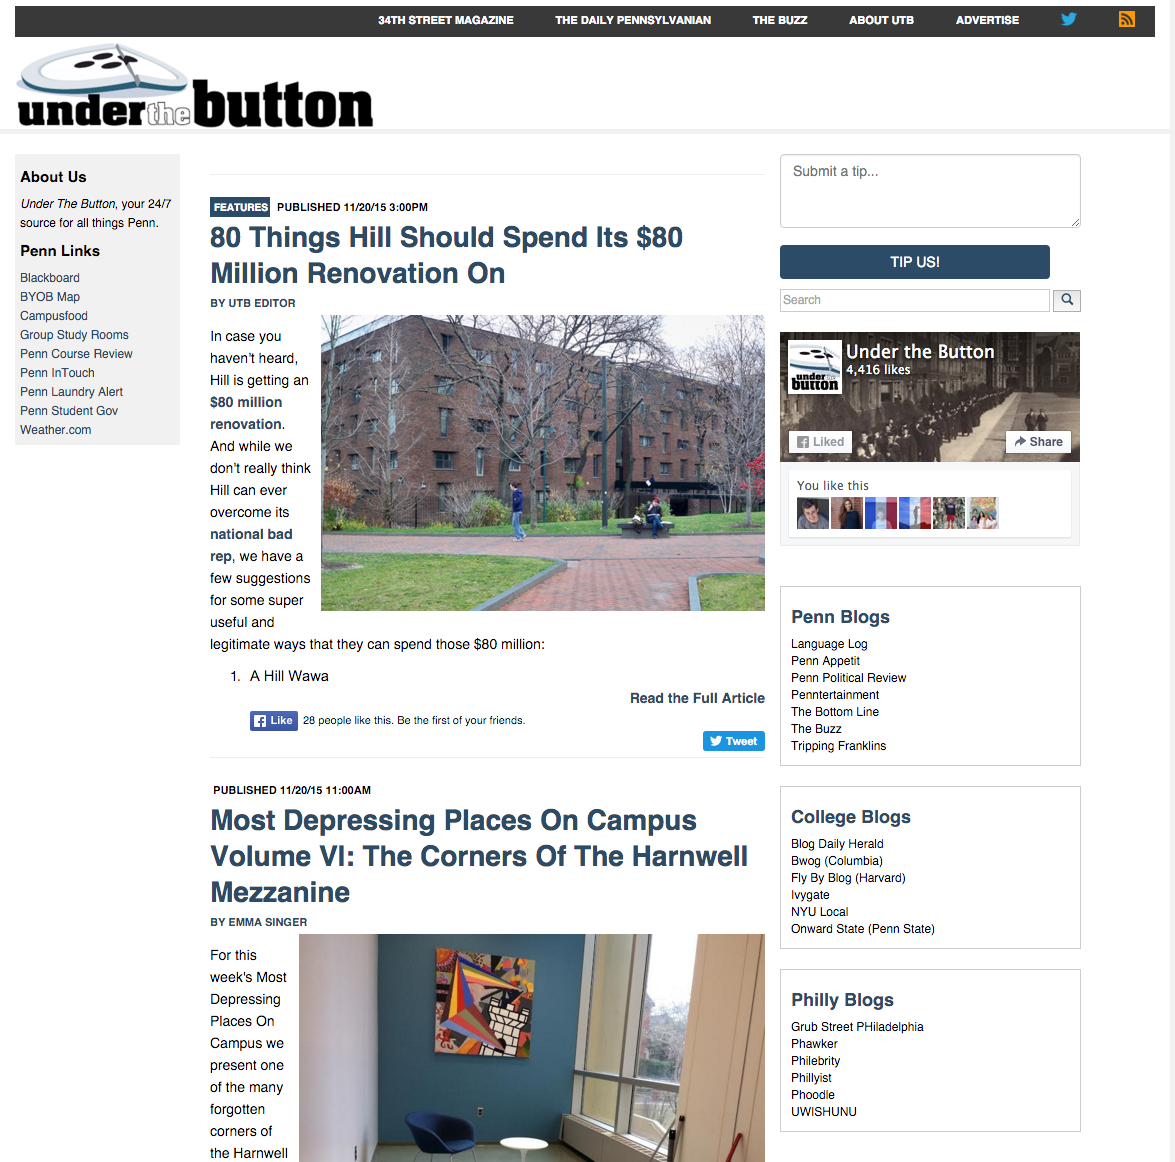 34TH STREET MAGAZINE THE DAILY PENNSYLVANIAN THE BUZZ ABOUT UTB ADVERTISE
underthebutton
About Us
Under The Button, your 24/7
source for all things Penn.
Penn Links
Blackboard
BYOB Map
Campusfood
Group Study Rooms
Penn Course Review
Penn InTouch
Penn Laundry Alert
Penn Student Gov
Weather.com
FEATURES PUBLISHED 11/20/15 3:00PM
80 Things Hill Should Spend Its $80
Million Renovation On
BY UTB EDITOR
In case you
haven't heard,
Hill is getting an
$80 million
renovation.
And while we
don't really think
Hill can ever
overcome its
national bad
rep, we have a
few suggestions
for some super
useful and
legitimate ways that they can spend those $80 million:
1. A Hill Wawa
Read the Full Article
Like 28 people like this. Be the first of your friends.
Tweet
PUBLISHED 11/20/15 11:00AM
Most Depressing Places On Campus
Volume VI: The Corners Of The Harnwell
Mezzanine
BY EMMA SINGER
For this
week's Most
Depressing
Places On
Campus we
present one
of the many
forgotten
corners of
the Harnwell
Submit a tip...
TIP US!
Search
under the button
Under the Button
4,416 likes
Liked
Share
You like this
Penn Blogs
Language Log
Penn Appetit
Penn Political Review
Penntertainment
The Bottom Line
The Buzz
Tripping Franklins
College Blogs
Blog Daily Herald
Bwog (Columbia)
Fly By Blog (Harvard)
Ivygate
NYU Local
Onward State (Penn State)
Philly Blogs
Grub Street PHiladelphia
Phawker
Philebrity
Phillyist
Phoodle
UWISHUNU